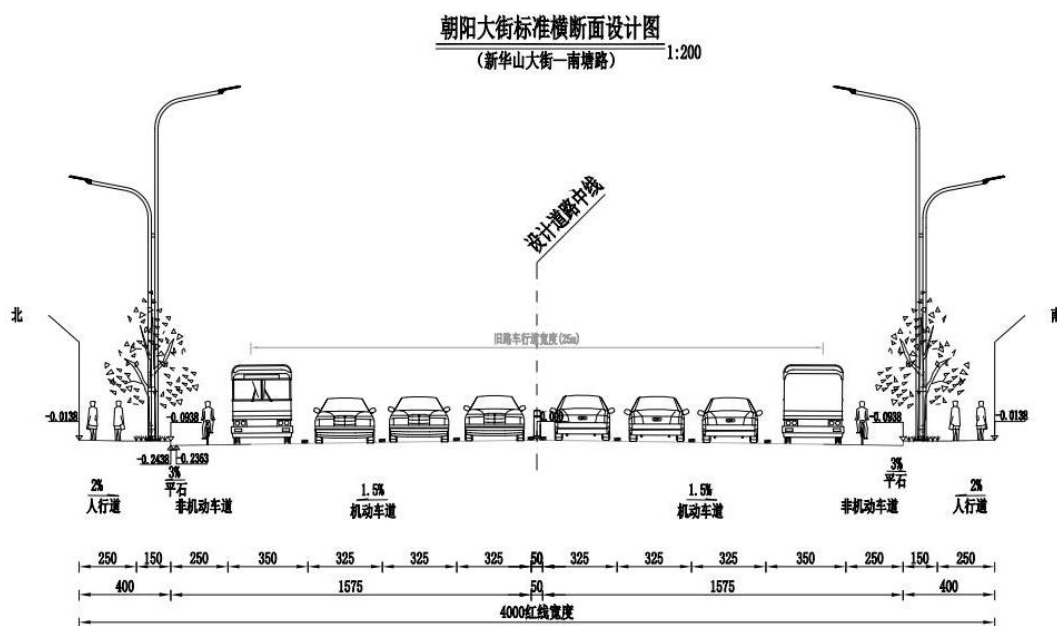 朝阳大街标准横断面设计图
(新华山大街—南塘路)
1:200
设计道路中线
北
南
旧路车行道宽度(25m)
-0.0138
-0.0938
-0.0938
-0.0138
-0.2438
-0.2363
3%
平石
3%
平石
2%
人行道
非机动车道
1.5%
机动车道
1.5%
机动车道
非机动车道
2%
人行道
250 150 250 350 325 325 325 50 325 325 325 350 250 150 250
400 1575 50 1575 400
4000红线宽度